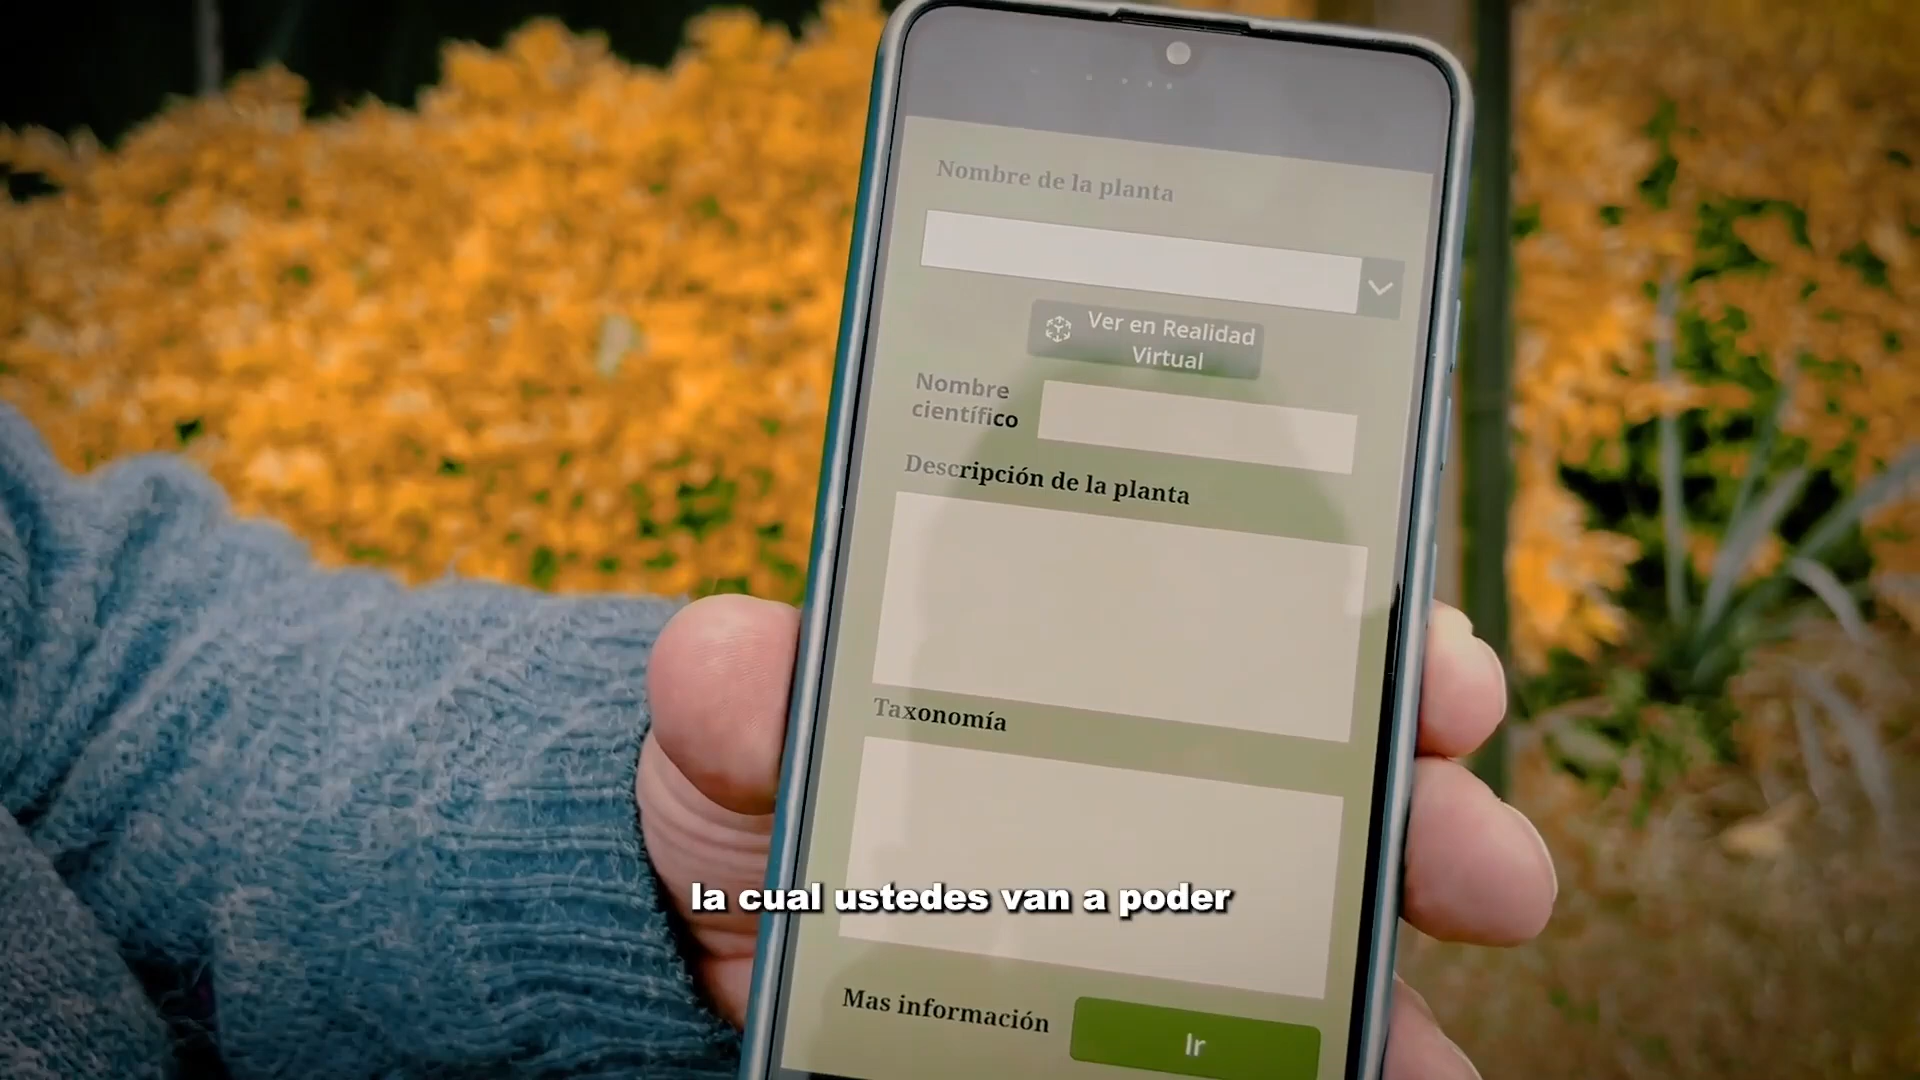 Nombre de la planta
Ver en Realidad
Virtual
Nombre
científico
Descripción de la planta
Taxonomía
la cual ustedes van a poder
Mas información
Ir